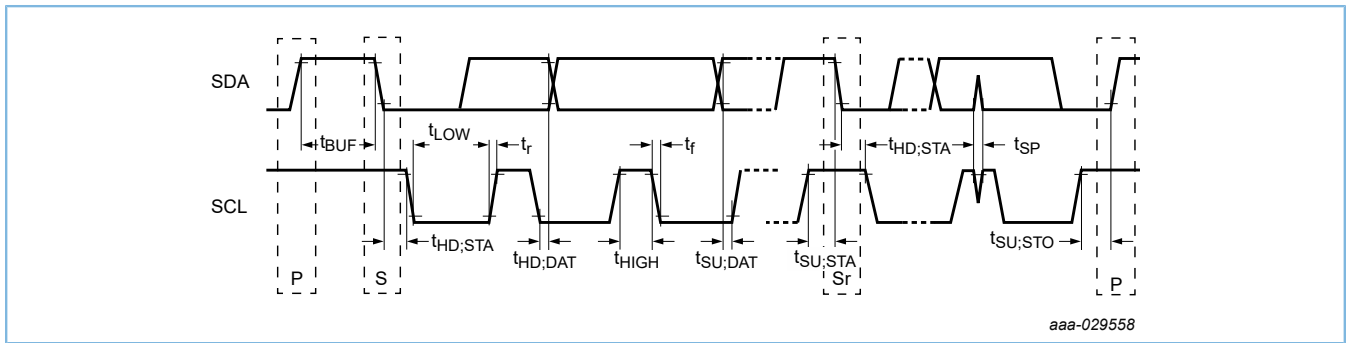 SDA
tBUF
tLOW
tr
tf
tHD;STA
tSP
SCL
tHD;STA
tHD;DAT
tHIGH
tSU;DAT
tSU;STA
tSU;STO
P
S
Sr
P
aaa-029558